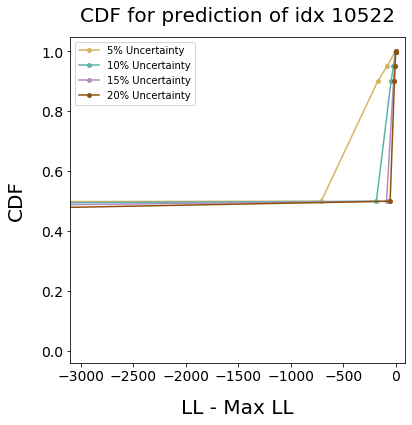 CDF for prediction of idx 10522
5% Uncertainty
10% Uncertainty
15% Uncertainty
20% Uncertainty
1.0
0.8
0.6
0.4
0.2
0.0
CDF
−3000 −2500 −2000 −1500 −1000 −500 0
LL - Max LL